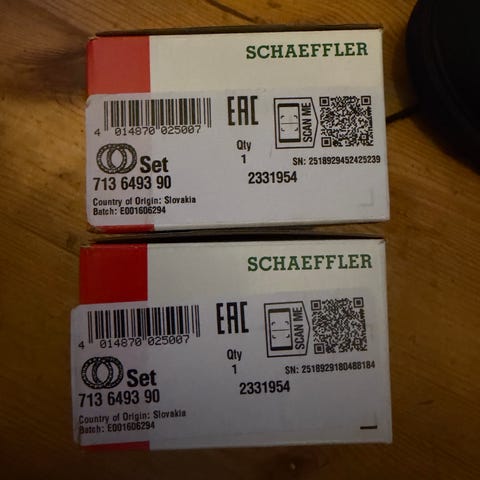 SCHAEFFLER
EAC
SCAN ME
4 014870 025007
Set
Qty
1
SN: 2518929452425239
713 6493 90
2331954
Country of Origin: Slovakia
Batch: E001606294
SCHAEFFLER
EAC
SCAN ME
4 014870 025007
Set
Qty
1
SN: 2518929180488184
713 6493 90
2331954
Country of Origin: Slovakia
Batch: E001606294